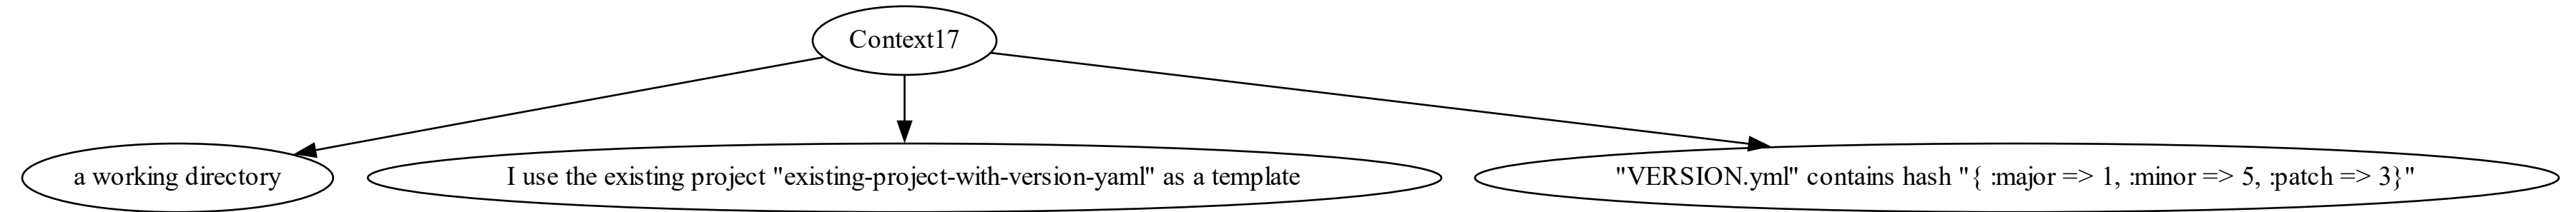 Context17
a working directory
I use the existing project "existing-project-with-version-yaml" as a template
"VERSION.yml" contains hash "{ :major => 1, :minor => 5, :patch => 3}"